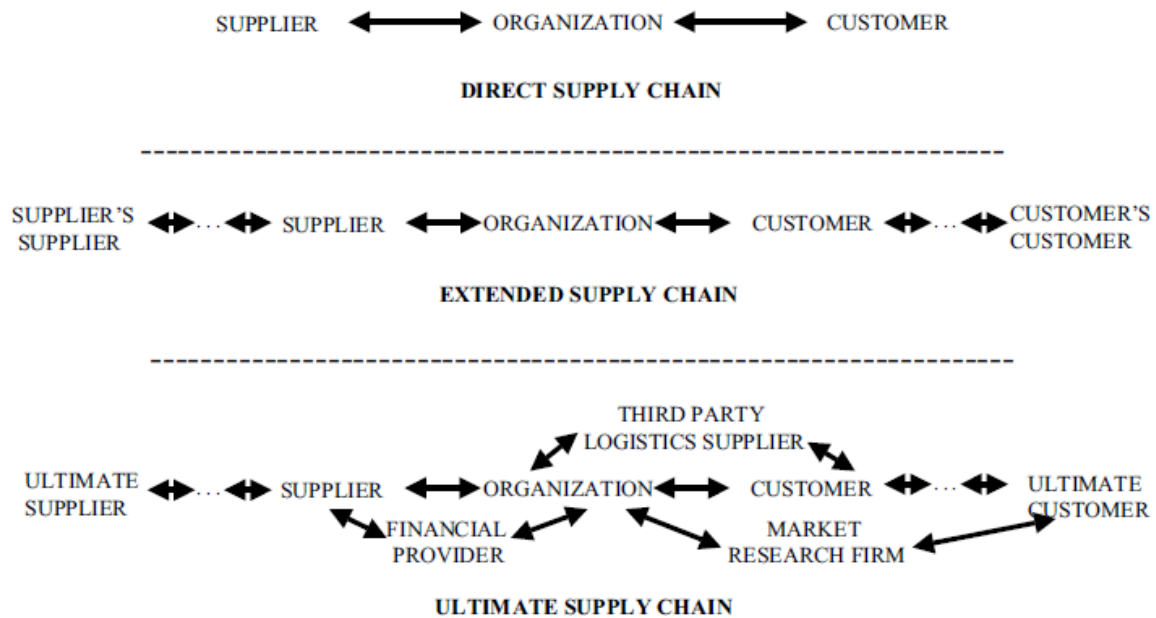 SUPPLIER ORGANIZATION CUSTOMER
DIRECT SUPPLY CHAIN
SUPPLIER'S
SUPPLIER
...
SUPPLIER
ORGANIZATION
CUSTOMER
...
CUSTOMER'S
CUSTOMER
EXTENDED SUPPLY CHAIN
THIRD PARTY
LOGISTICS SUPPLIER
ULTIMATE
SUPPLIER
...
SUPPLIER
ORGANIZATION
CUSTOMER
...
ULTIMATE
CUSTOMER
FINANCIAL
PROVIDER
MARKET
RESEARCH FIRM
ULTIMATE SUPPLY CHAIN